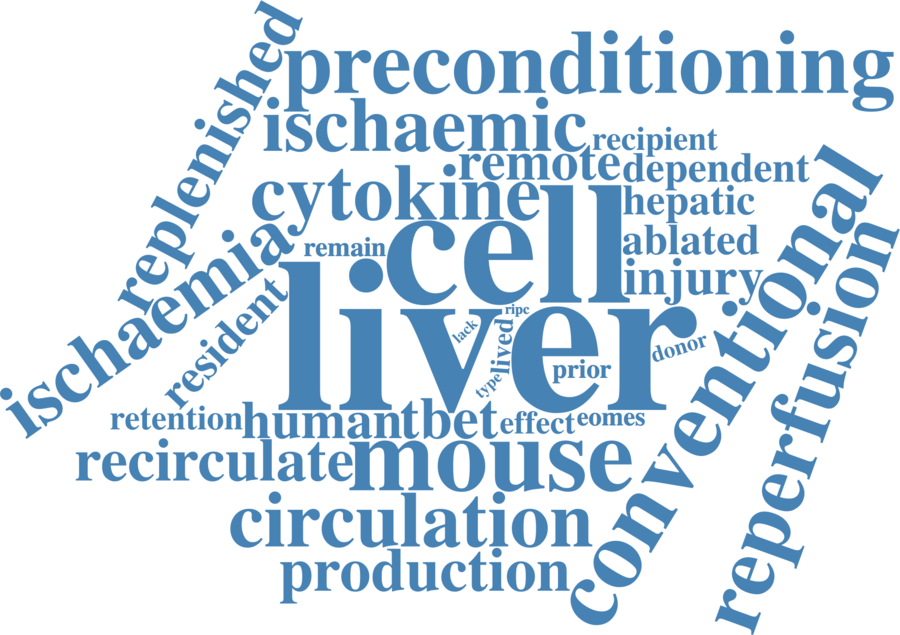 replenished
preconditioning
ischaemic
recipient
remote
dependent
cytokine
hepatic
conventional
cell
ablated
remain
injury
ischaemia
liver
resident
reperfusion
ripc
lack
lived
donor
prior
type
retention
human
tbet
effect
eomes
recirculate
mouse
circulation
production